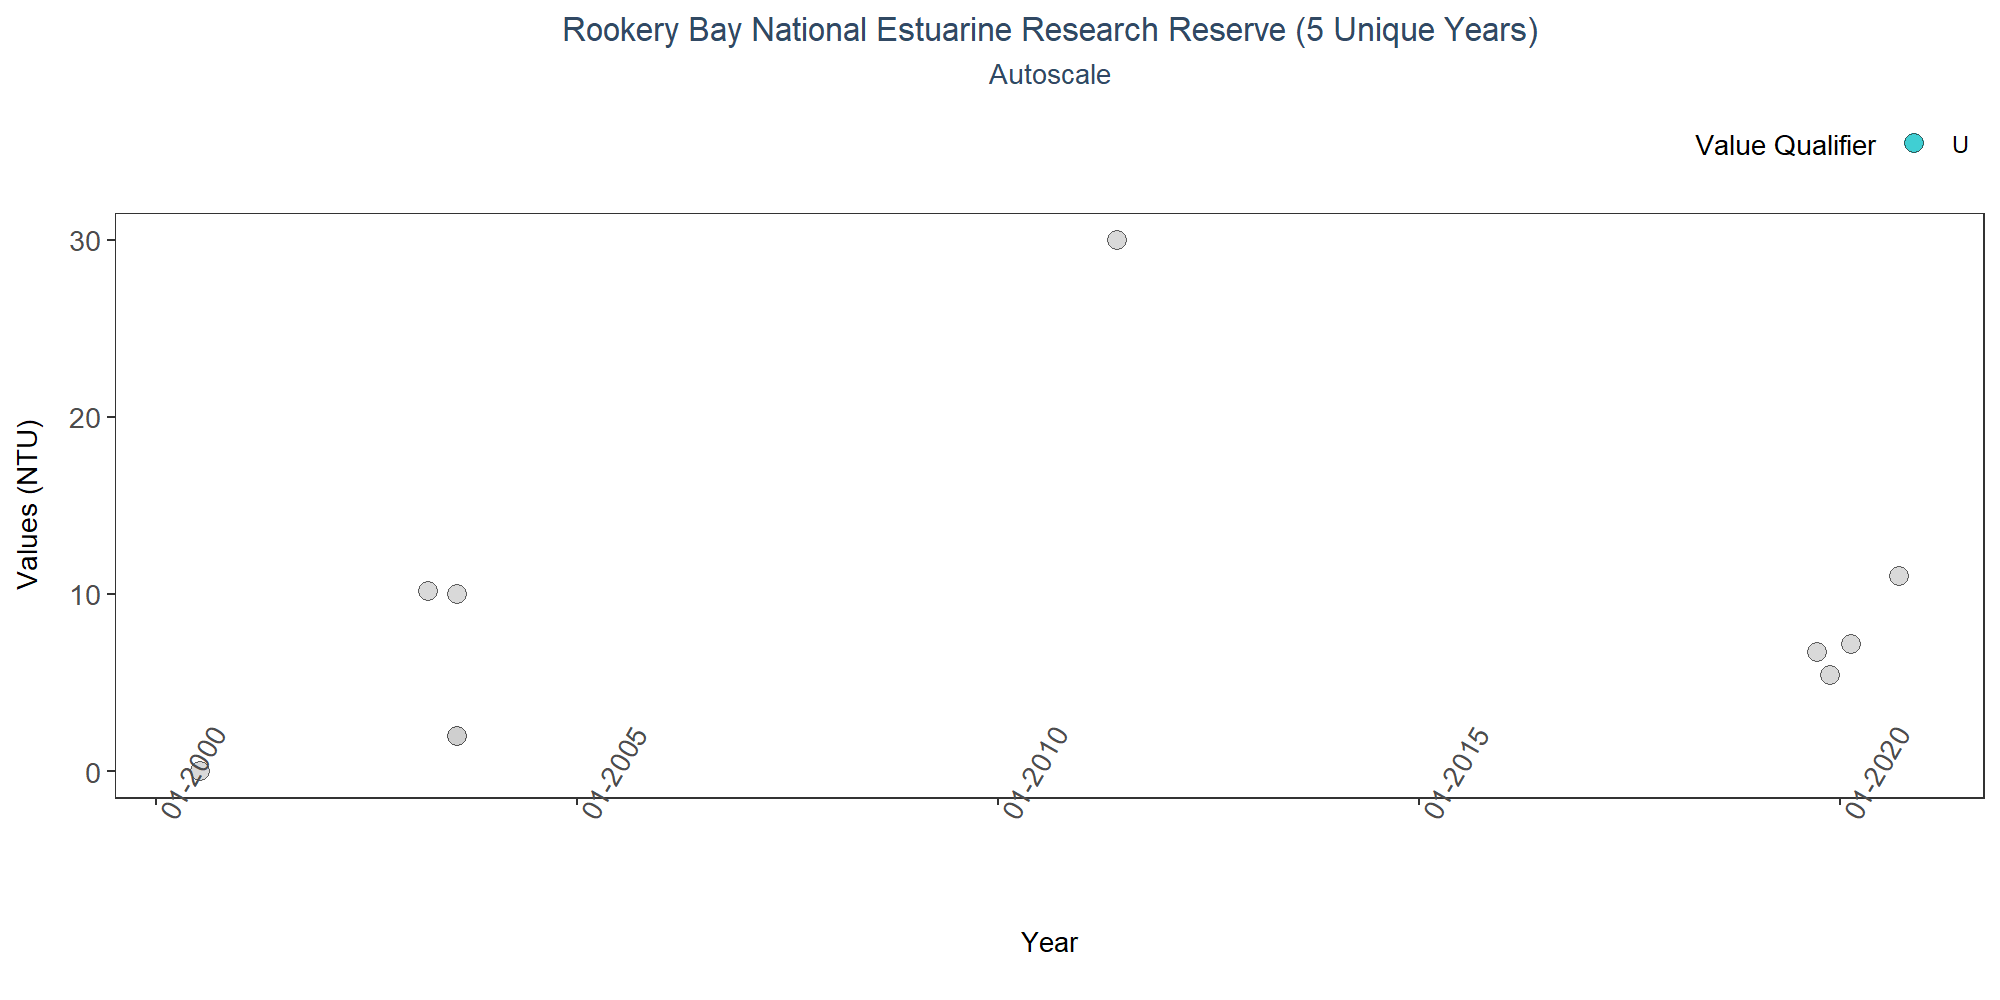 Rookery Bay National Estuarine Research Reserve (5 Unique Years)
Autoscale
Value Qualifier U
30
20
10
0
Values (NTU)
01-2000 01-2005 01-2010 01-2015 01-2020
Year